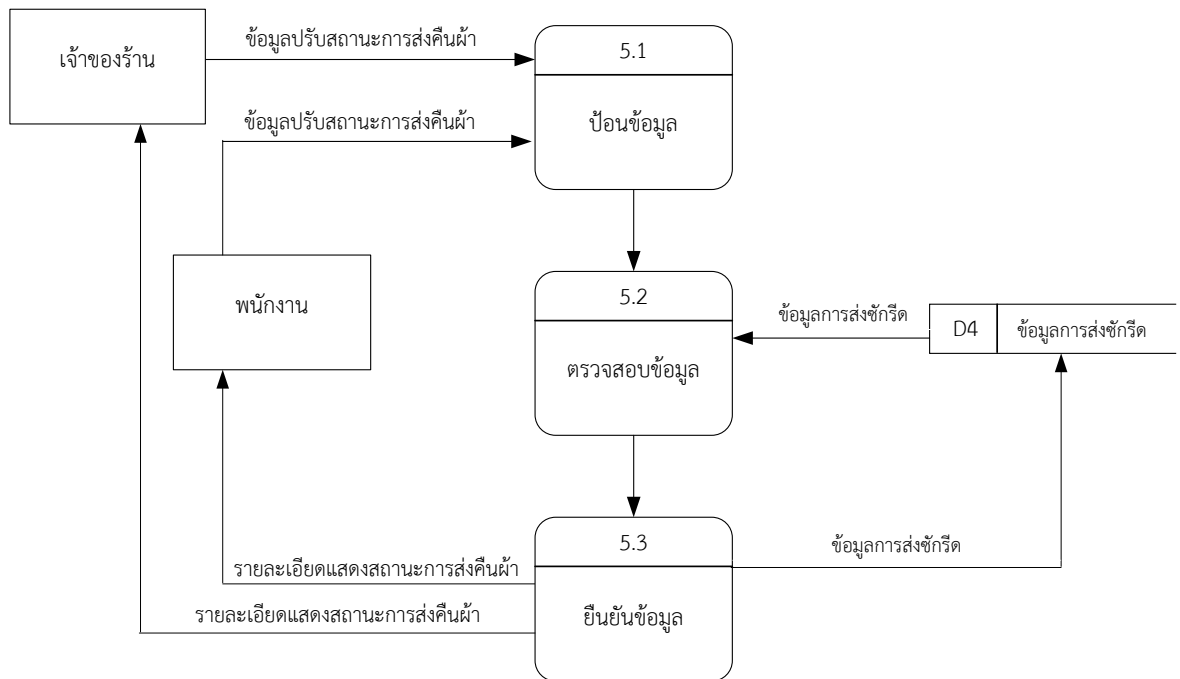 เจ้าของร้าน
ข้อมูลปรับสถานะการส่งคืนผ้า
5.1
ป้อนข้อมูล
ข้อมูลปรับสถานะการส่งคืนผ้า
พนักงาน
5.2
ตรวจสอบข้อมูล
ข้อมูลการส่งซักรีด
D4
ข้อมูลการส่งซักรีด
5.3
ยืนยันข้อมูล
ข้อมูลการส่งซักรีด
รายละเอียดแสดงสถานะการส่งคืนผ้า
รายละเอียดแสดงสถานะการส่งคืนผ้า